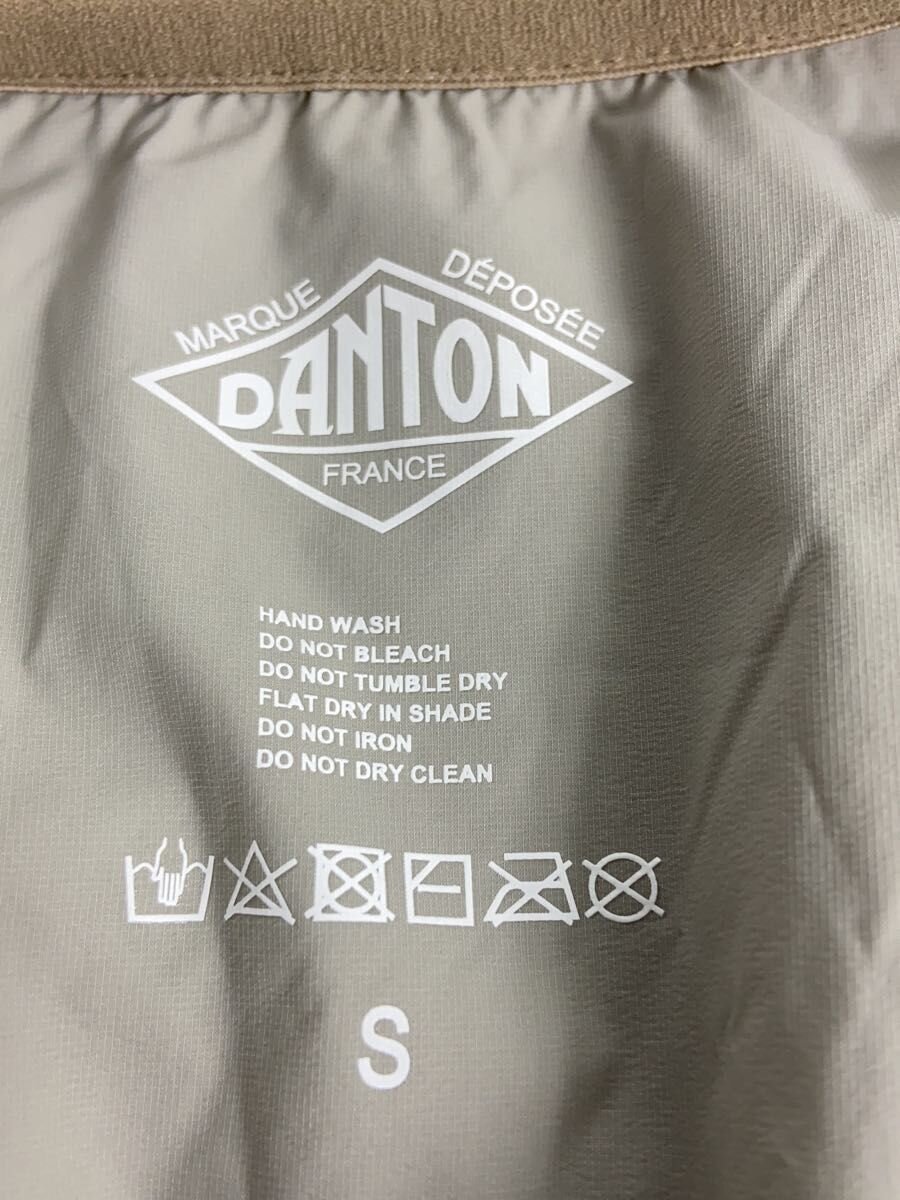 MARQUE DÉPOSÉE
DANTON
FRANCE
HAND WASH
DO NOT BLEACH
DO NOT TUMBLE DRY
FLAT DRY IN SHADE
DO NOT IRON
DO NOT DRY CLEAN
S